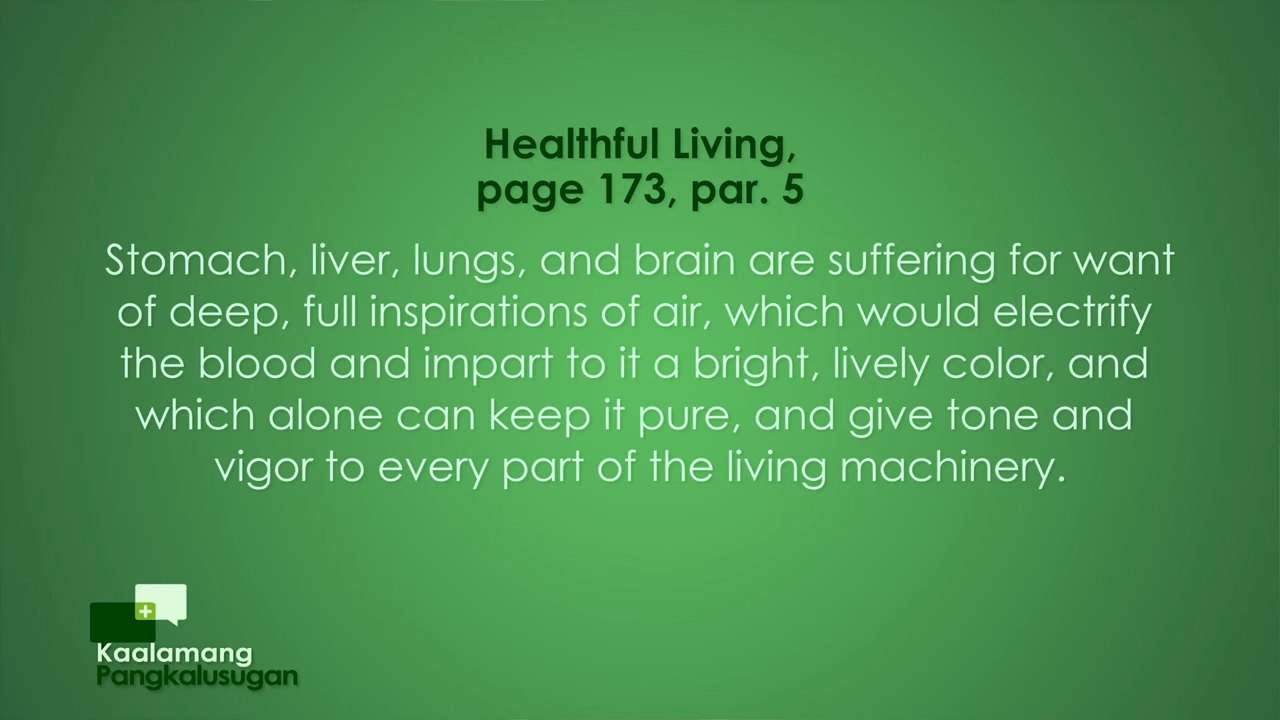 Healthful Living,
page 173, par. 5
Stomach, liver, lungs, and brain are suffering for want
of deep, full inspirations of air, which would electrify
the blood and impart to it a bright, lively color, and
which alone can keep it pure, and give tone and
vigor to every part of the living machinery.
Kaalamang
Pangkalusugan